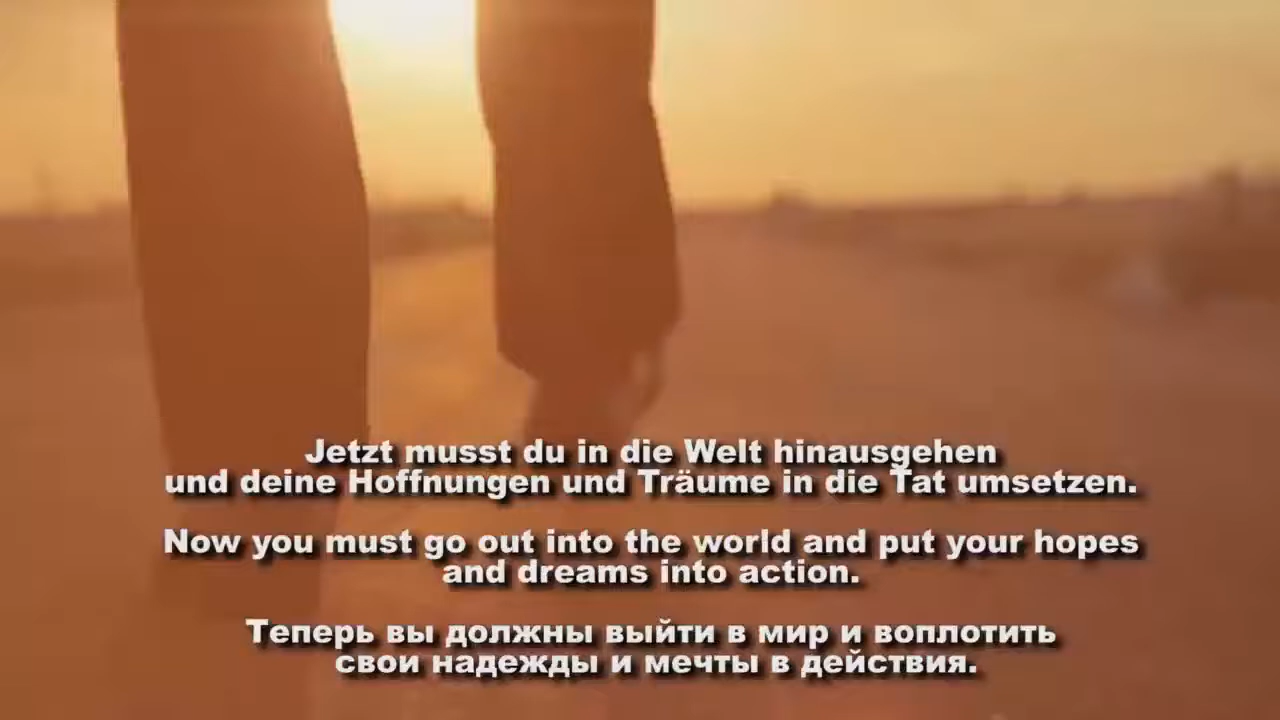 Jetzt musst du in die Welt hinausgehen
und deine Hoffnungen und Träume in die Tat umsetzen.
Now you must go out into the world and put your hopes
and dreams into action.
Теперь вы должны выйти в мир и воплотить
свои надежды и мечты в действия.